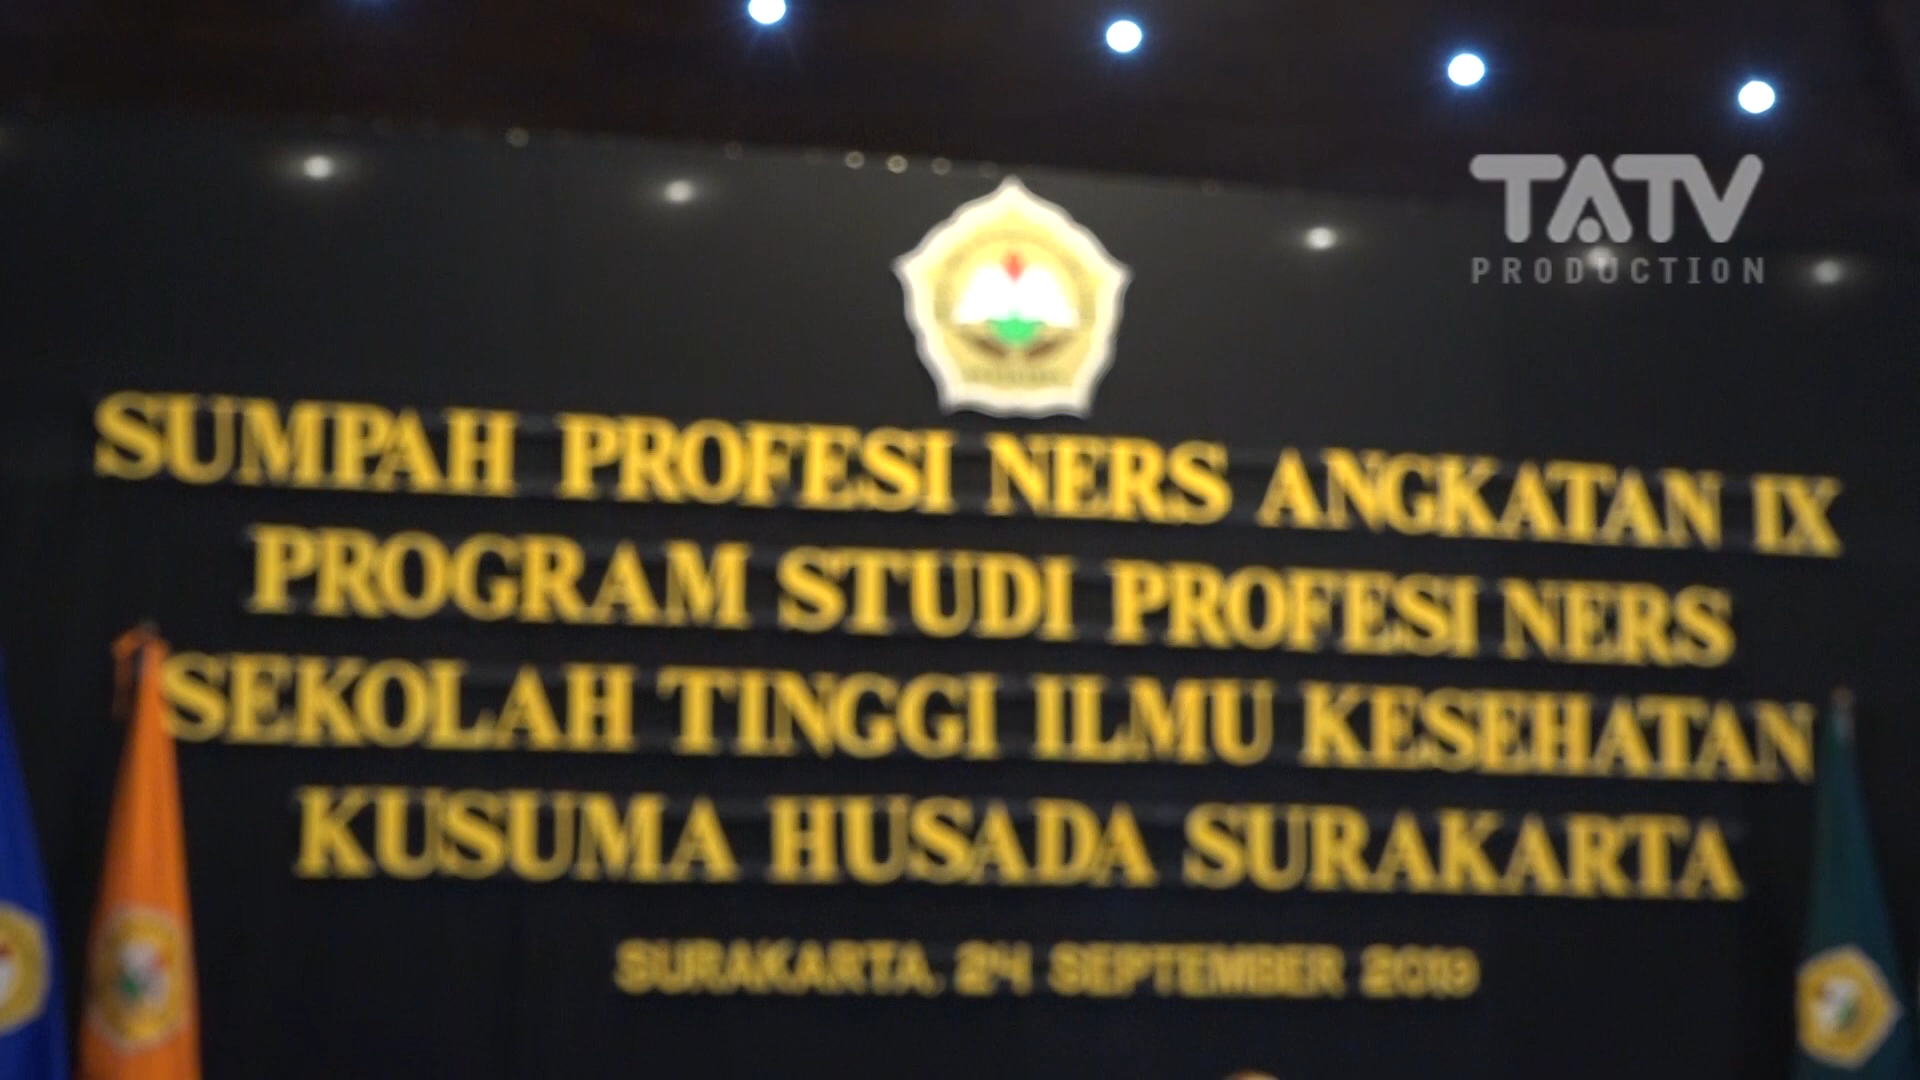 TATV
PRODUCTION
SUMPAH PROFESI NERS ANGKATAN IX
PROGRAM STUDI PROFESI NERS
SEKOLAH TINGGI ILMU KESEHATAN
KUSUMA HUSADA SURAKARTA
SURAKARTA, 24 SEPTEMBER 2019